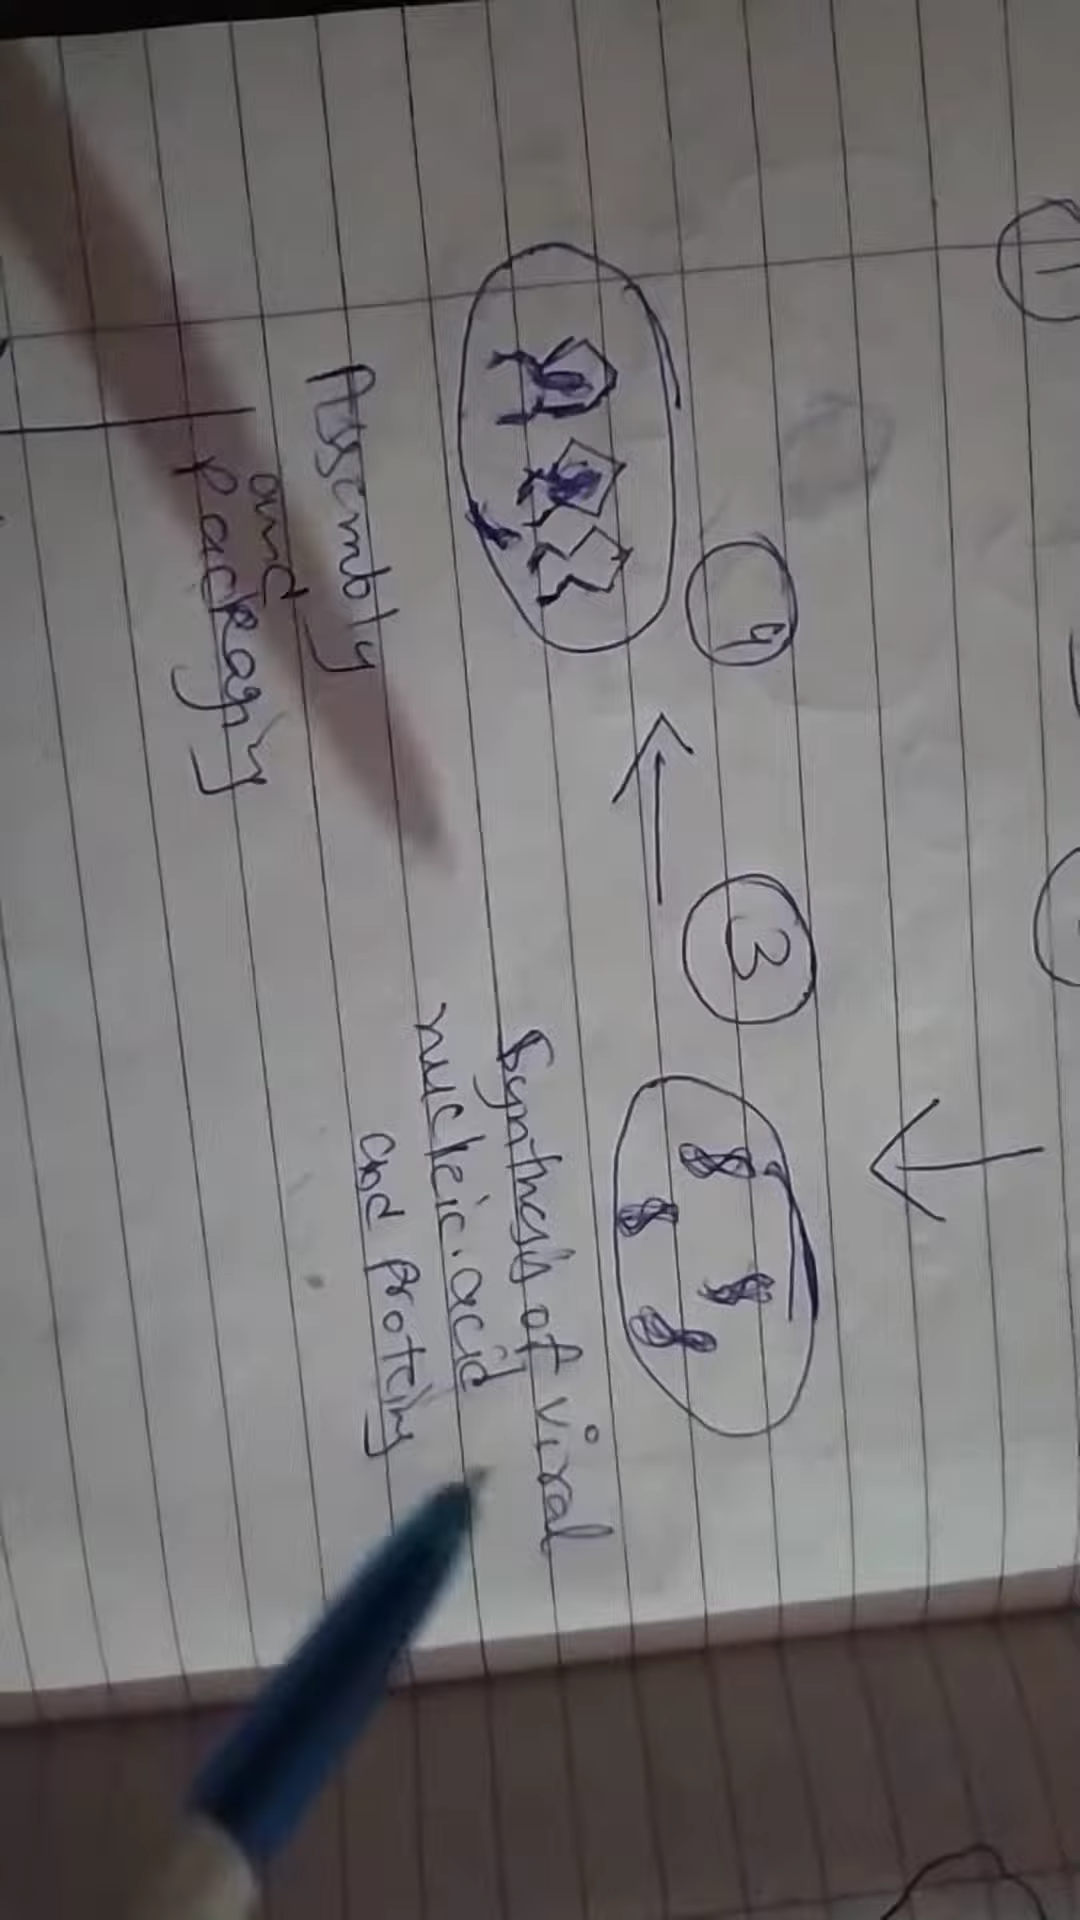 3
Synthesis of viral
nucleic acid
and proteins
4
Assembly
and
Packaging